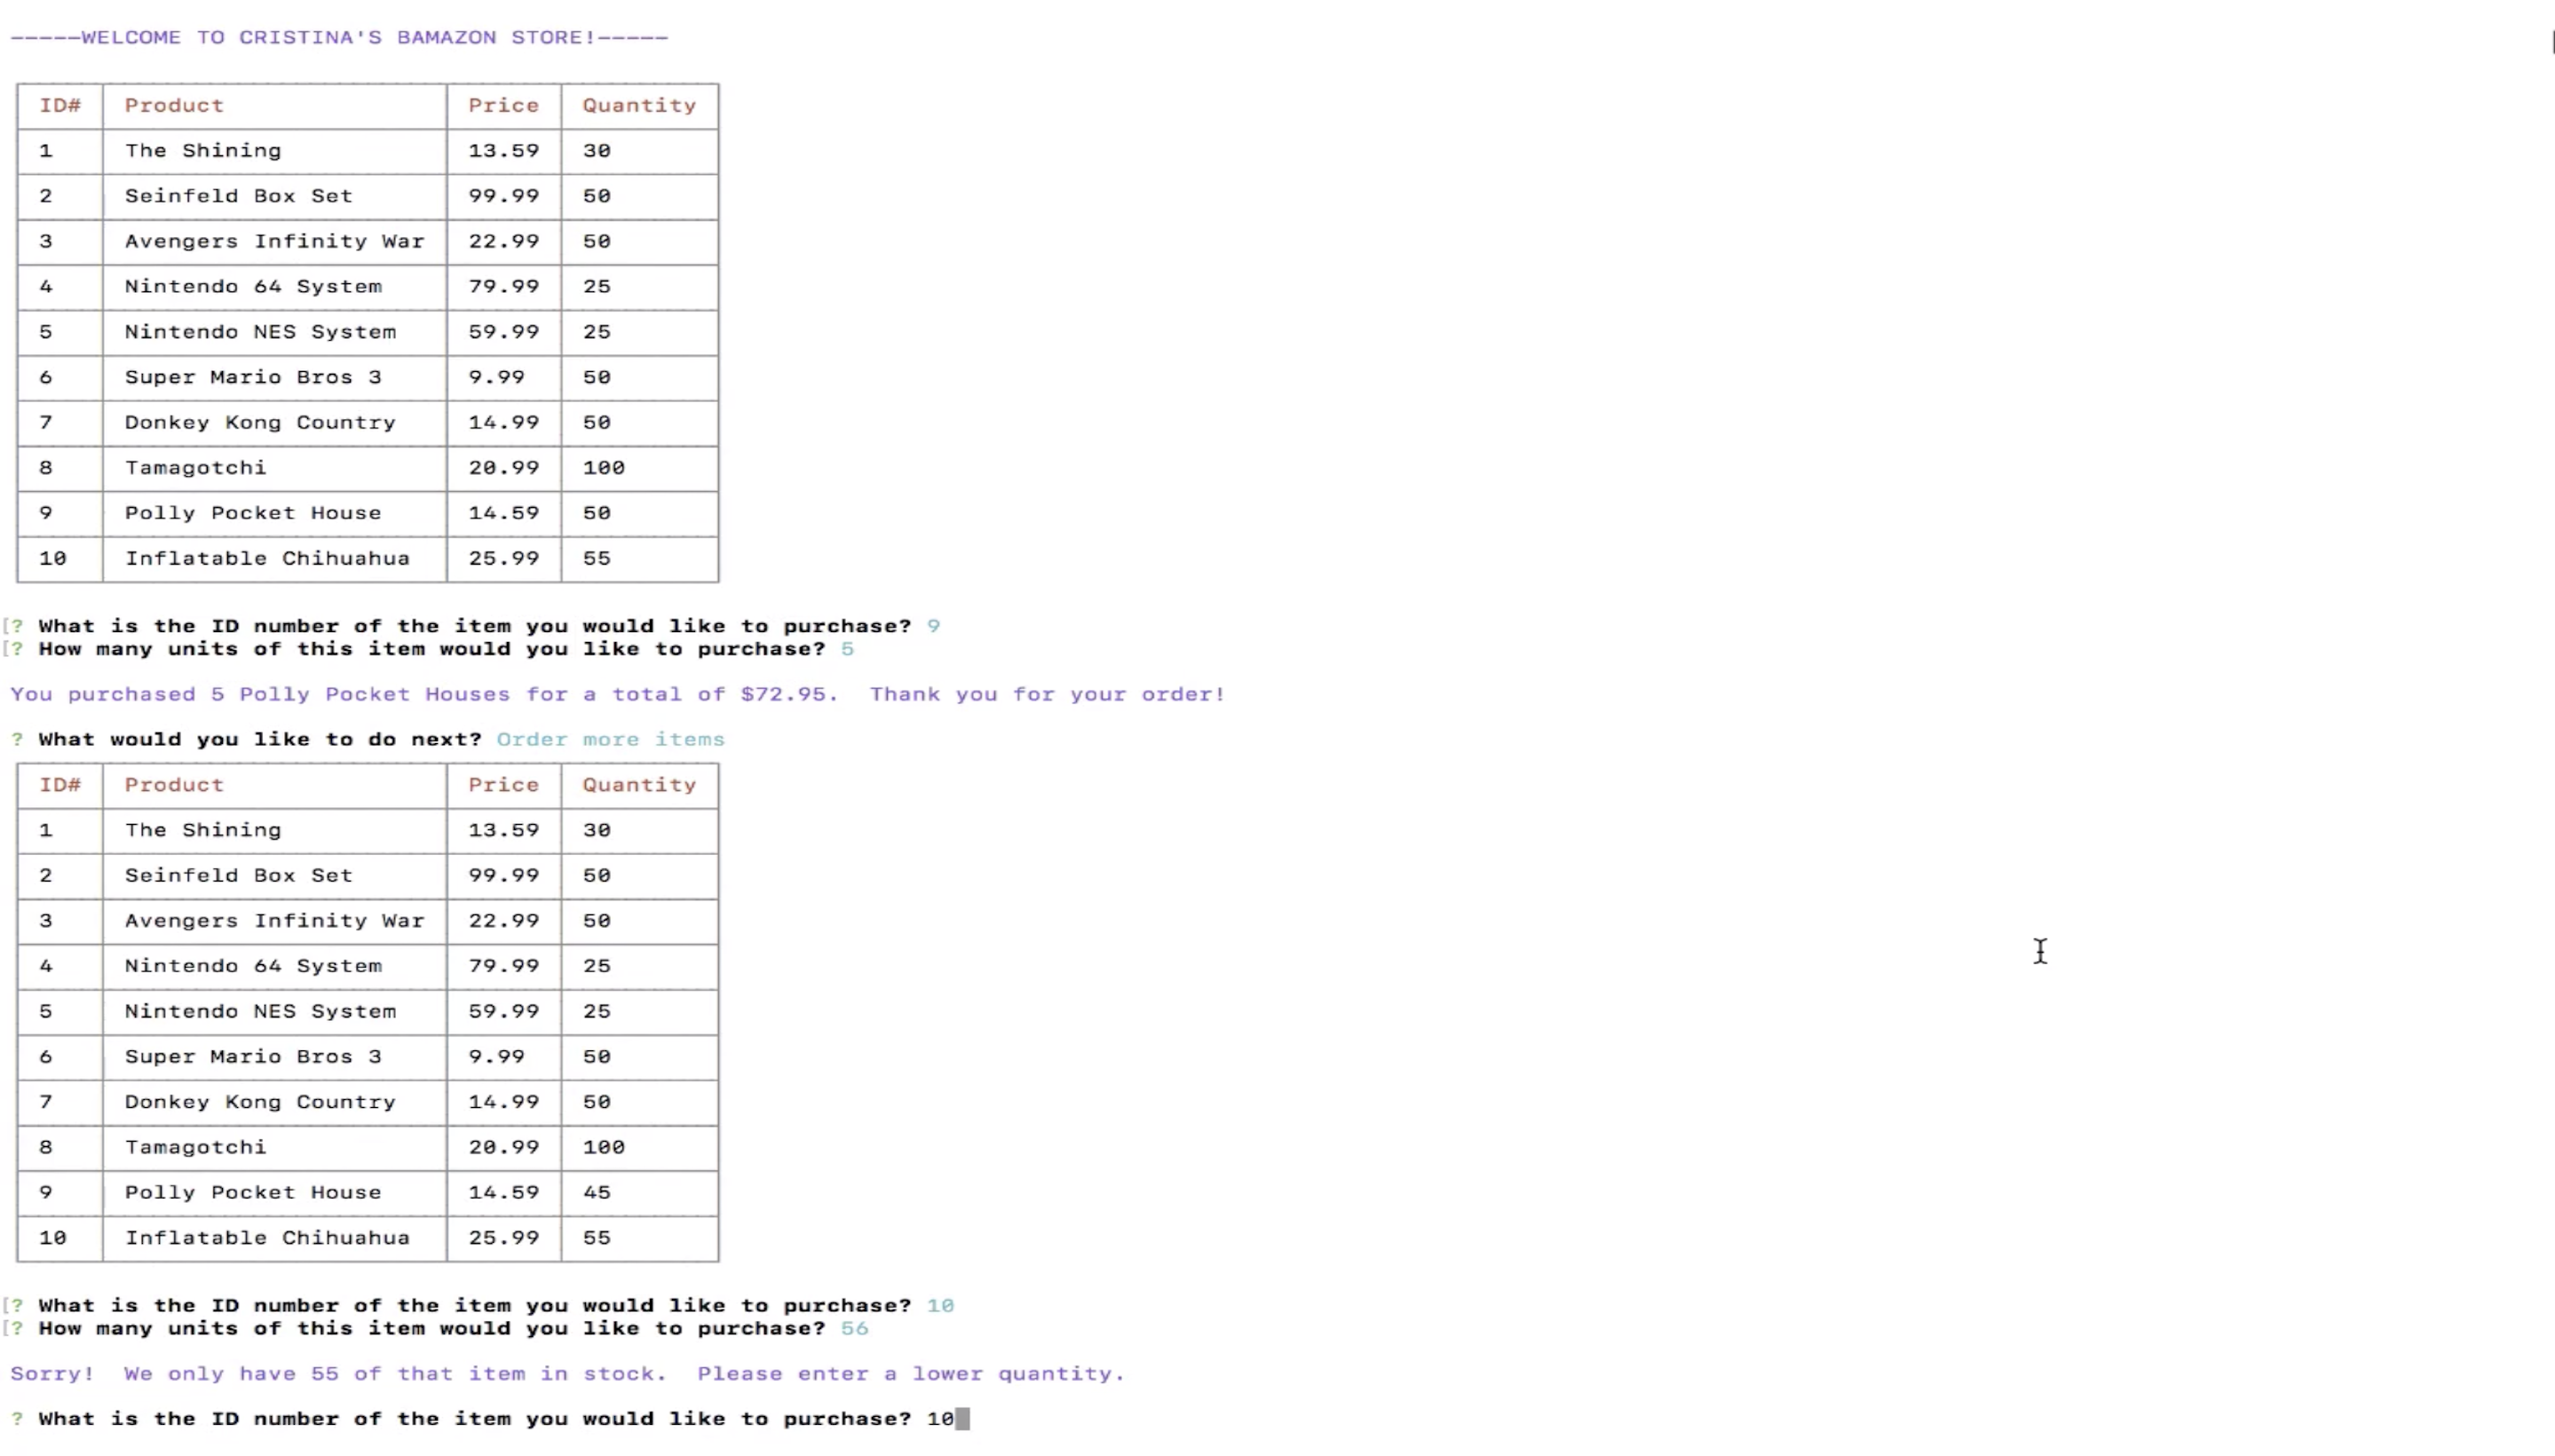 -----WELCOME TO CRISTINA'S BAMAZON STORE!-----
ID# Product Price Quantity
1 The Shining 13.59 30
2 Seinfeld Box Set 99.99 50
3 Avengers Infinity War 22.99 50
4 Nintendo 64 System 79.99 25
5 Nintendo NES System 59.99 25
6 Super Mario Bros 3 9.99 50
7 Donkey Kong Country 14.99 50
8 Tamagotchi 20.99 100
9 Polly Pocket House 14.59 50
10 Inflatable Chihuahua 25.99 55
[? What is the ID number of the item you would like to purchase? 9
[? How many units of this item would you like to purchase? 5
You purchased 5 Polly Pocket Houses for a total of $72.95.  Thank you for your order!
? What would you like to do next? Order more items
ID# Product Price Quantity
1 The Shining 13.59 30
2 Seinfeld Box Set 99.99 50
3 Avengers Infinity War 22.99 50
4 Nintendo 64 System 79.99 25
5 Nintendo NES System 59.99 25
6 Super Mario Bros 3 9.99 50
7 Donkey Kong Country 14.99 50
8 Tamagotchi 20.99 100
9 Polly Pocket House 14.59 45
10 Inflatable Chihuahua 25.99 55
[? What is the ID number of the item you would like to purchase? 10
[? How many units of this item would you like to purchase? 56
Sorry!  We only have 55 of that item in stock.  Please enter a lower quantity.
? What is the ID number of the item you would like to purchase? 10